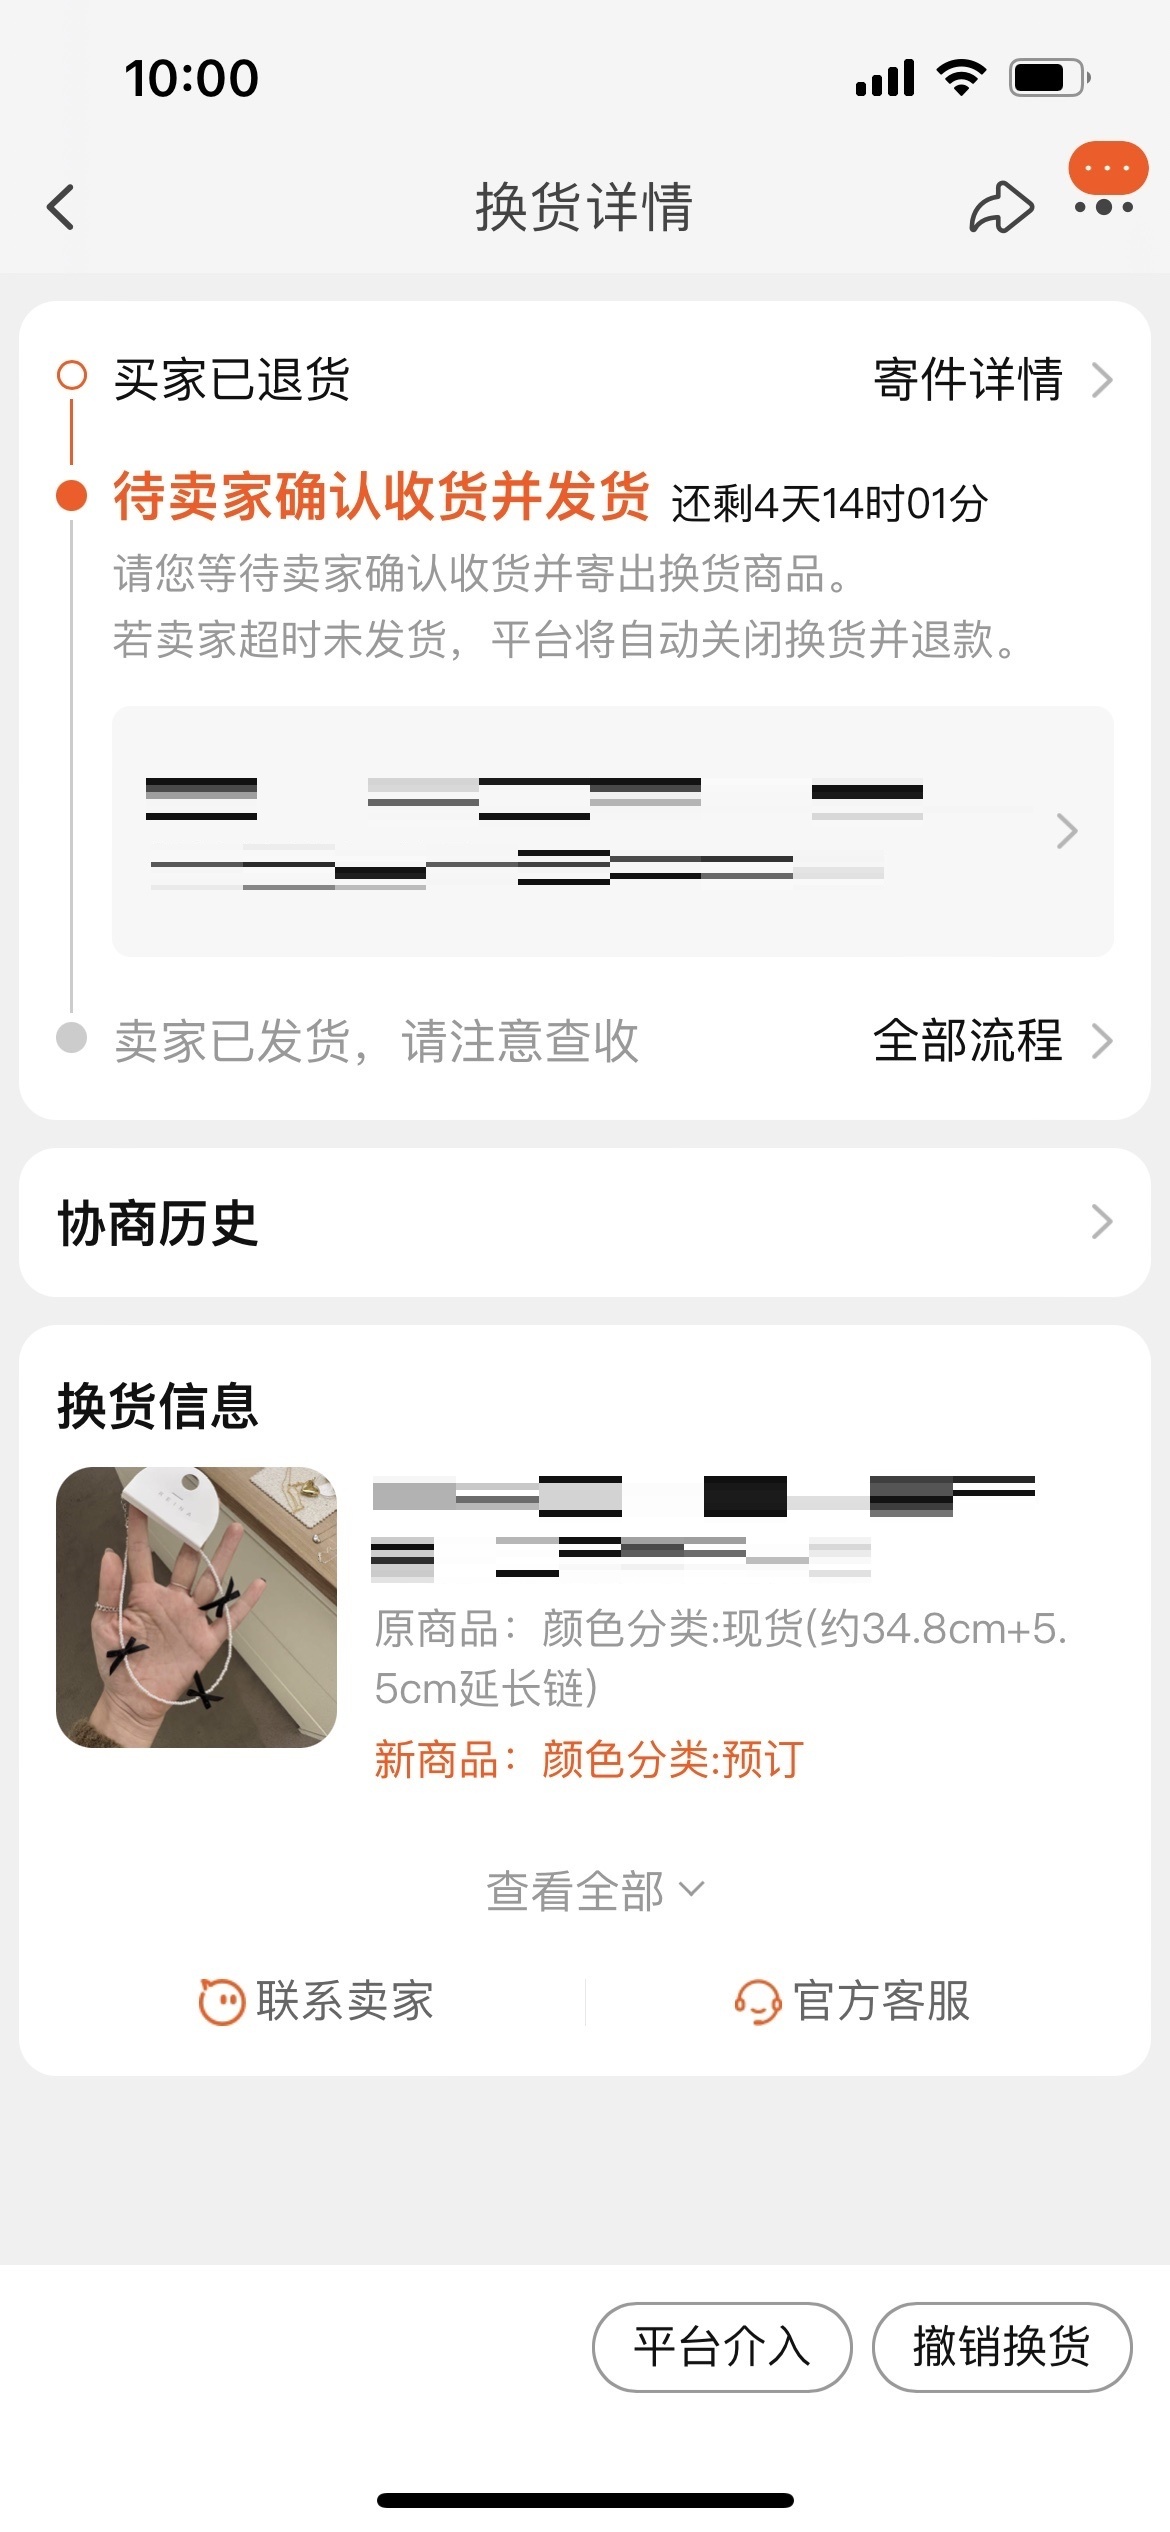 10:00
换货详情
买家已退货 寄件详情
待卖家确认收货并发货 还剩4天14时01分
请您等待卖家确认收货并寄出换货商品。
若卖家超时未发货，平台将自动关闭换货并退款。
卖家已发货，请注意查收 全部流程
协商历史
换货信息
原商品：颜色分类:现货(约34.8cm+5.
5cm延长链)
新商品：颜色分类:预订
查看全部
联系卖家 官方客服
平台介入 撤销换货